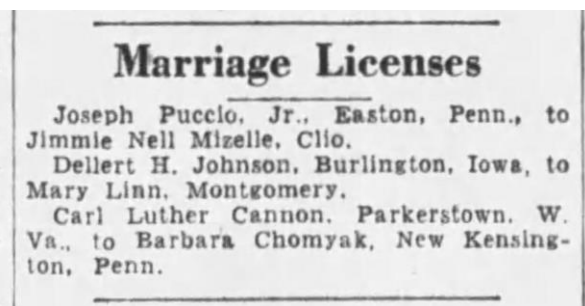 Marriage Licenses
Joseph Puccio, Jr., Easton, Penn., to
Jimmie Nell Mizelle, Clio.
Dellert H. Johnson, Burlington, Iowa, to
Mary Linn, Montgomery.
Carl Luther Cannon, Parkerstown, W.
Va., to Barbara Chomyak, New Kensing-
ton, Penn.